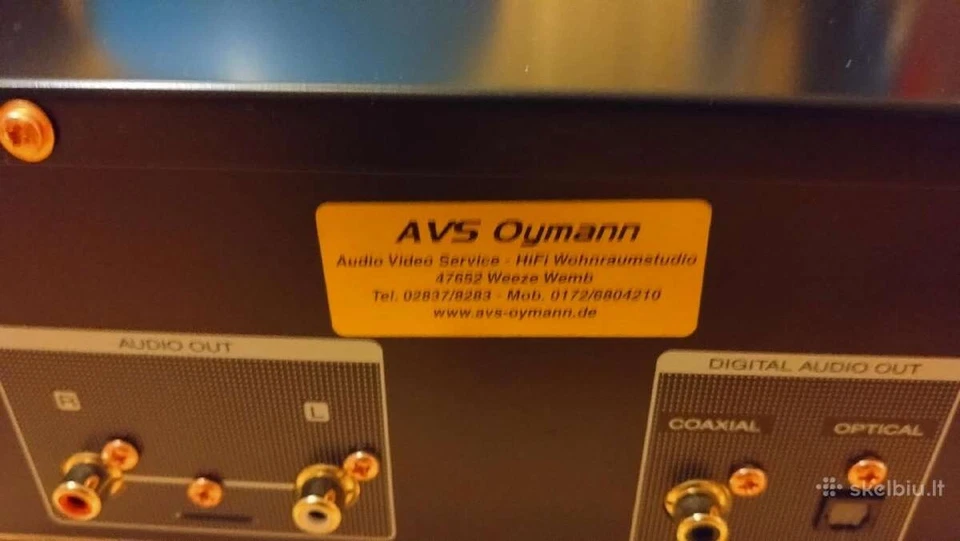 AVS Oymann
Audio Video Service - HiFi Wohnraumstudio
47652 Weeze Wemb
Tel. 02837/8283 - Mob. 0172/6804210
www.avs-oymann.de
AUDIO OUT
R
L
DIGITAL AUDIO OUT
COAXIAL
OPTICAL
skelbiu.lt